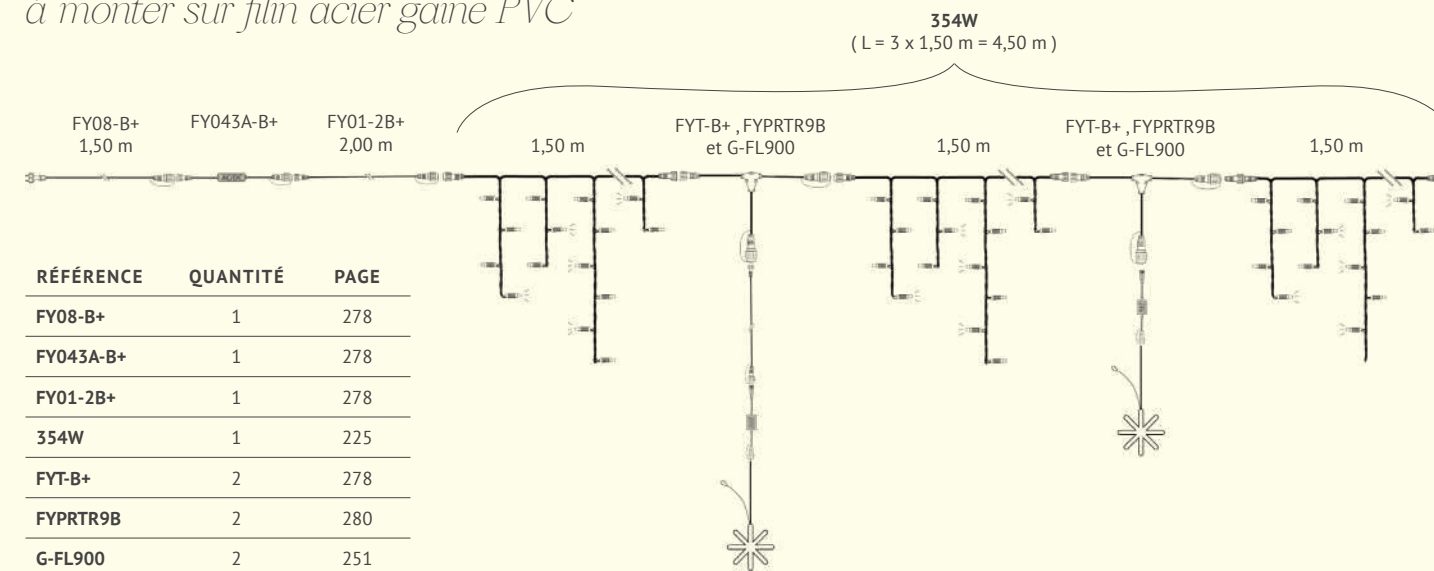 à monter sur filin acier gainé PVC
354W
( L = 3 x 1,50 m = 4,50 m )
FY08-B+
1,50 m
FY043A-B+
FY01-2B+
2,00 m
1,50 m
FYT-B+ , FYPRTR9B
et G-FL900
1,50 m
FYT-B+ , FYPRTR9B
et G-FL900
1,50 m
RÉFÉRENCE QUANTITÉ PAGE
FY08-B+ 1 278
FY043A-B+ 1 278
FY01-2B+ 1 278
354W 1 225
FYT-B+ 2 278
FYPRTR9B 2 280
G-FL900 2 251